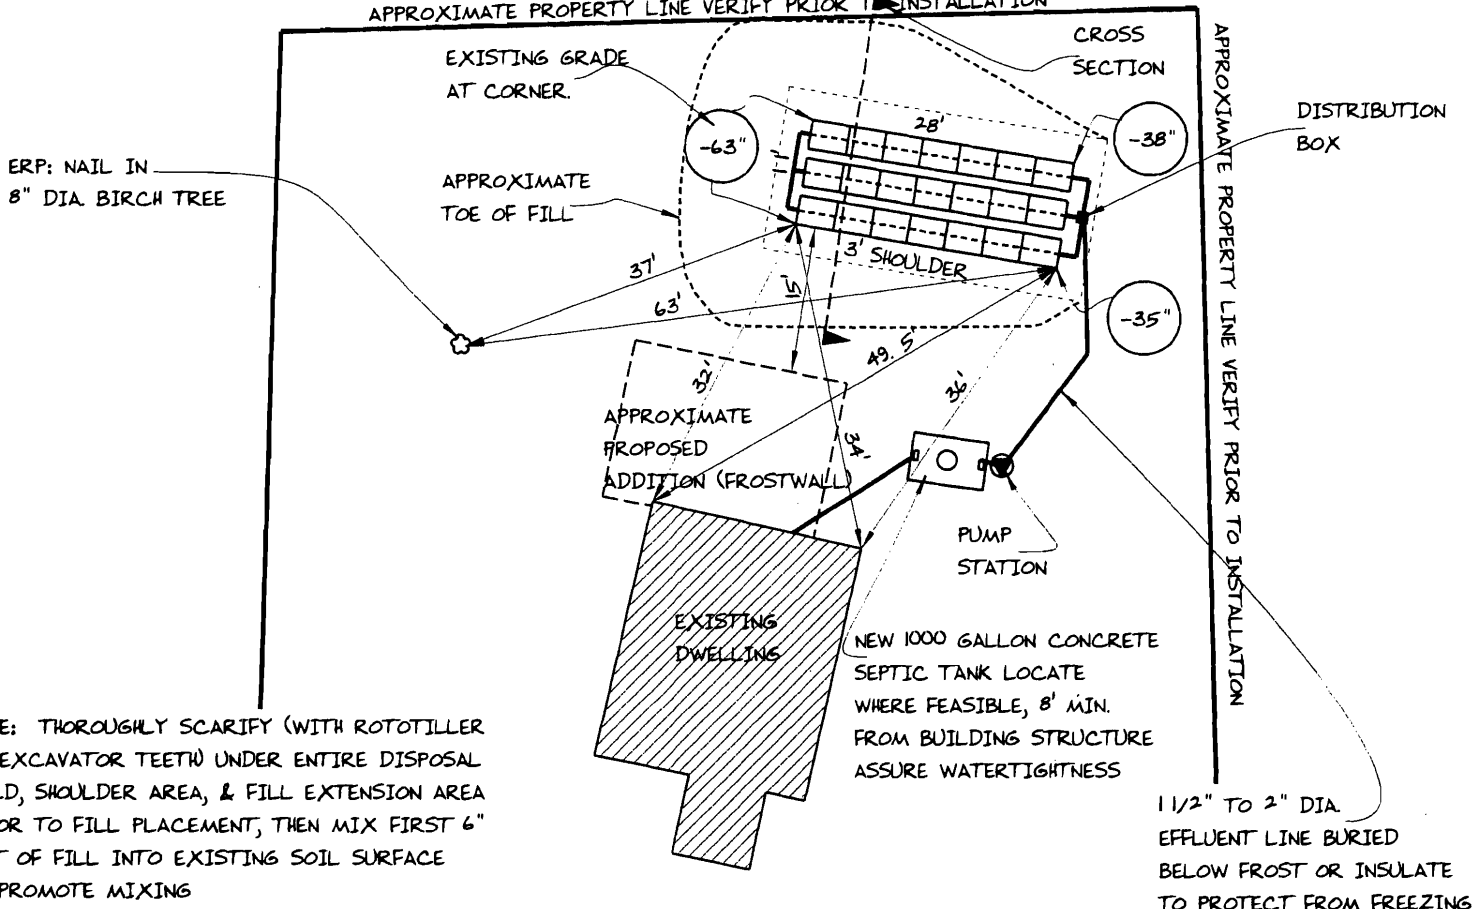 APPROXIMATE PROPERTY LINE VERIFY PRIOR INSTALLATION
EXISTING GRADE
AT CORNER.
CROSS
SECTION
DISTRIBUTION
BOX
ERP: NAIL IN
8" DIA. BIRCH TREE
APPROXIMATE
TOE OF FILL
-63"
28'
-38"
3' SHOULDER
-35"
37'
63'
15'
49.5'
32'
36'
34'
APPROXIMATE
PROPOSED
ADDITION (FROSTWALL)
PUMP
STATION
EXISTING
DWELLING
NEW 1000 GALLON CONCRETE
SEPTIC TANK LOCATE
WHERE FEASIBLE, 8' MIN.
FROM BUILDING STRUCTURE
ASSURE WATERTIGHTNESS
APPROXIMATE PROPERTY LINE VERIFY PRIOR TO INSTALLATION
E: THOROUGHLY SCARIFY (WITH ROTOTILLER
EXCAVATOR TEETH) UNDER ENTIRE DISPOSAL
LD, SHOULDER AREA, & FILL EXTENSION AREA
OR TO FILL PLACEMENT, THEN MIX FIRST 6"
T OF FILL INTO EXISTING SOIL SURFACE
PROMOTE MIXING
1 1/2" TO 2" DIA.
EFFLUENT LINE BURIED
BELOW FROST OR INSULATE
TO PROTECT FROM FREEZING